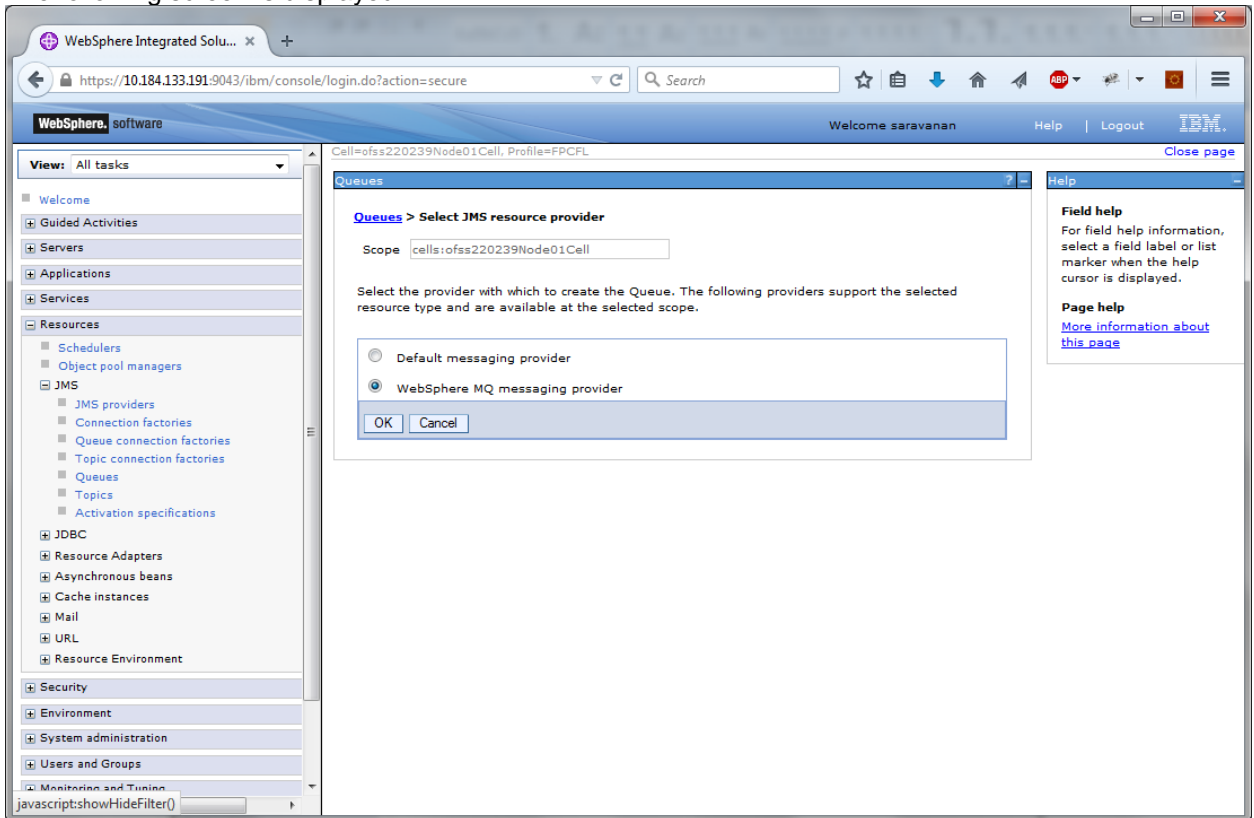 WebSphere Integrated Solu... × +
https://10.184.133.191:9043/ibm/console/login.do?action=secure
Search
ABP
WebSphere. software
Welcome saravanan
Help | Logout
IBM.
View: All tasks
Welcome
Guided Activities
Servers
Applications
Services
Resources
Schedulers
Object pool managers
JMS
JMS providers
Connection factories
Queue connection factories
Topic connection factories
Queues
Topics
Activation specifications
JDBC
Resource Adapters
Asynchronous beans
Cache instances
Mail
URL
Resource Environment
Security
Environment
System administration
Users and Groups
Monitoring and Tuning
javascript:showHideFilter()
Cell=ofss220239Node01Cell, Profile=FPCFL
Close page
Queues ? -
Queues > Select JMS resource provider
Scope cells:ofss220239Node01Cell
Select the provider with which to create the Queue. The following providers support the selected
resource type and are available at the selected scope.
Default messaging provider
WebSphere MQ messaging provider
OK Cancel
Help -
Field help
For field help information,
select a field label or list
marker when the help
cursor is displayed.
Page help
More information about
this page